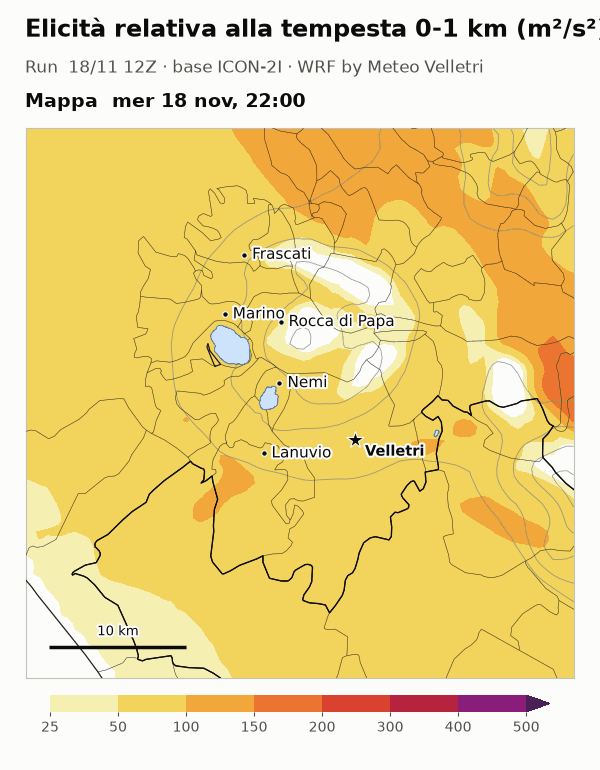 Elicità relativa alla tempesta 0-1 km (m²/s²)
Run 18/11 12Z · base ICON-2I · WRF by Meteo Velletri
Mappa mer 18 nov, 22:00
Frascati
Marino
Rocca di Papa
Nemi
Velletri
Lanuvio
10 km
25 50 100 150 200 300 400 500